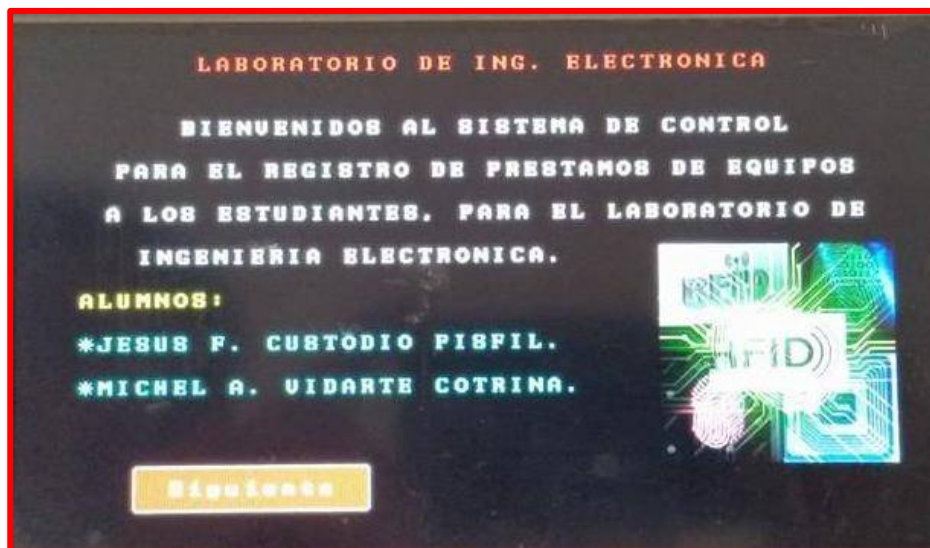 LABORATORIO DE ING. ELECTRONICA
BIENVENIDOS AL SISTEMA DE CONTROL
PARA EL REGISTRO DE PRESTAMOS DE EQUIPOS
A LOS ESTUDIANTES, PARA EL LABORATORIO DE
INGENIERIA ELECTRONICA.
ALUMNOS:
*JESUS F. CUSTODIO PISFIL.
*MICHEL A. VIDARTE COTRINA.
RFID
RFID
Siguiente